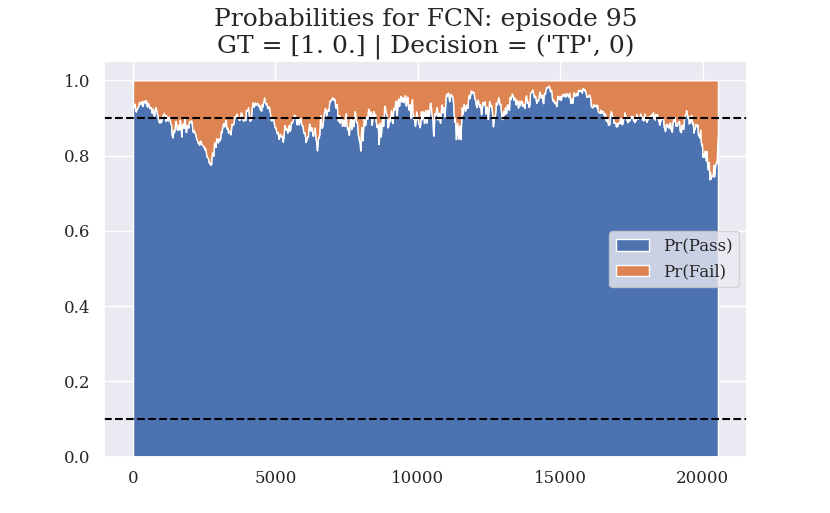 Probabilities for FCN: episode 95
GT = [1. 0.] | Decision = ('TP', 0)
1.0
0.8
0.6
0.4
0.2
0.0
Pr(Pass)
Pr(Fail)
0
5000
10000
15000
20000